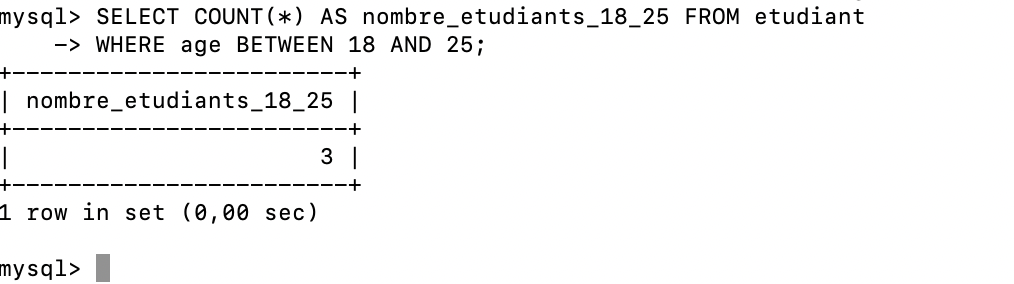 mysql> SELECT COUNT(*) AS nombre_etudiants_18_25 FROM etudiant
    -> WHERE age BETWEEN 18 AND 25;
+------------------------+
| nombre_etudiants_18_25 |
+------------------------+
|                      3 |
+------------------------+
1 row in set (0,00 sec)

mysql>